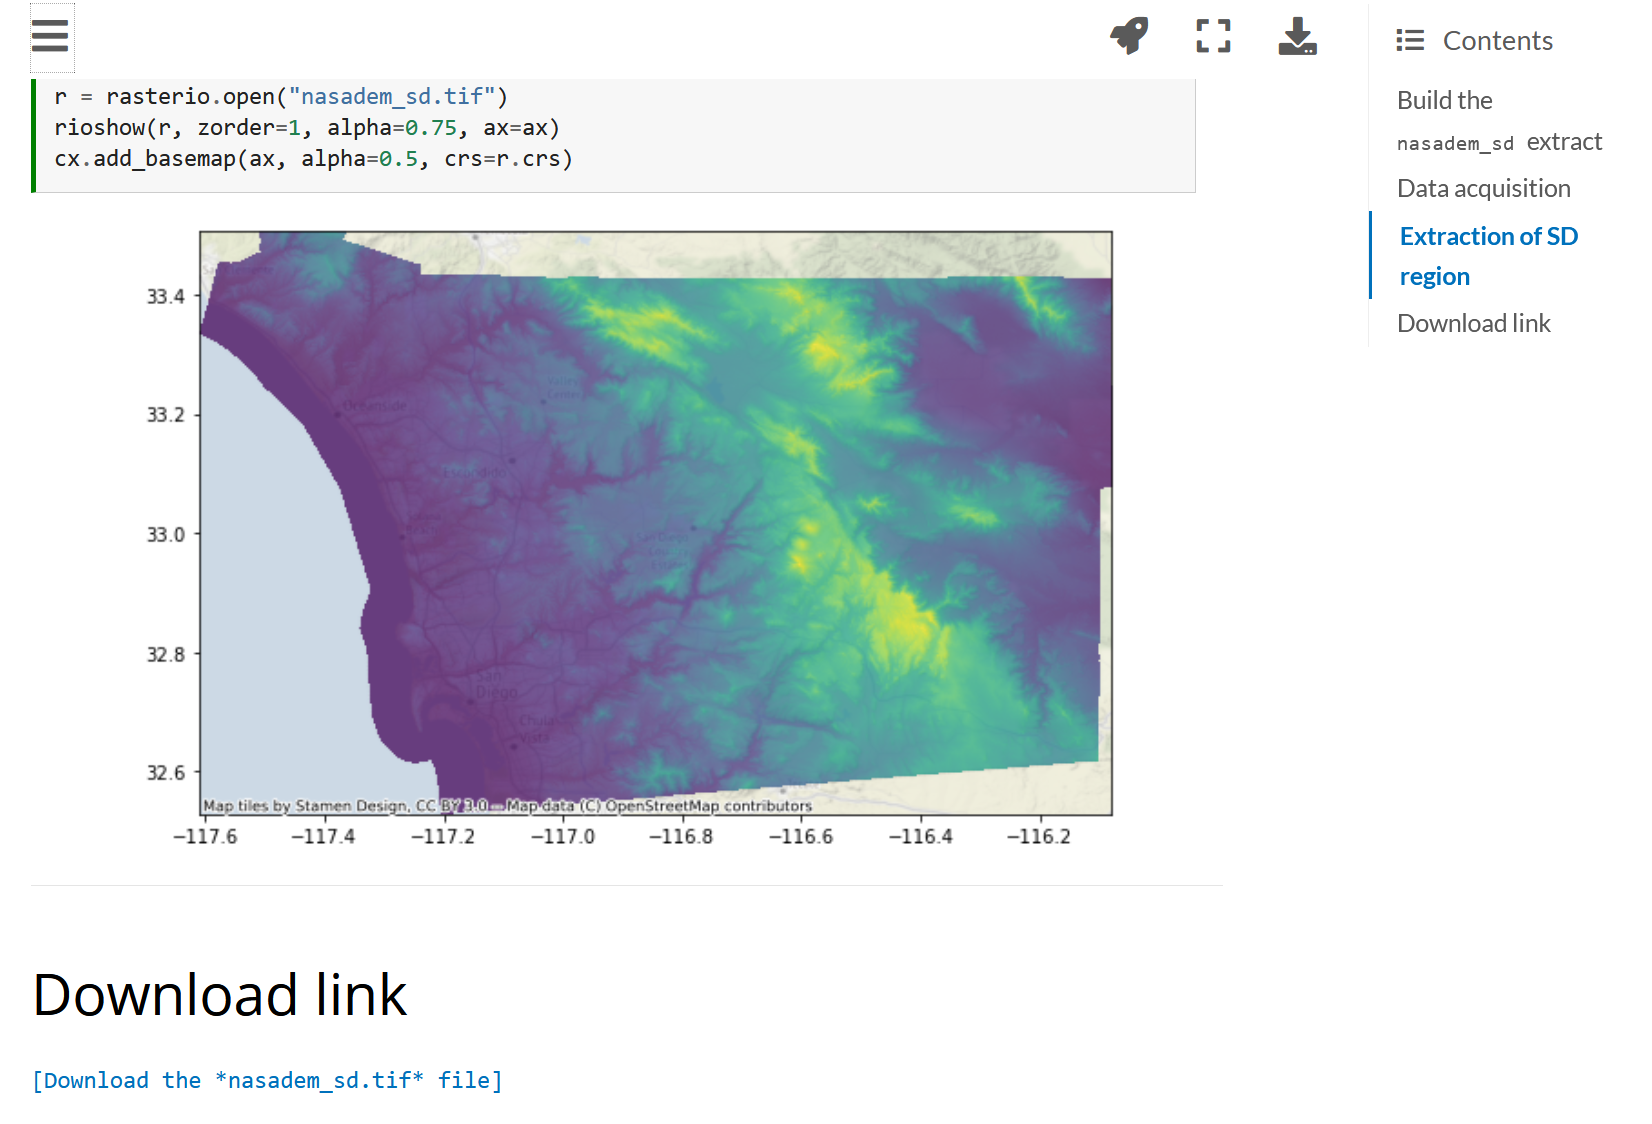 r = rasterio.open("nasadem_sd.tif")
rioshow(r, zorder=1, alpha=0.75, ax=ax)
cx.add_basemap(ax, alpha=0.5, crs=r.crs)
33.4
33.2
33.0
32.8
32.6
Oceanside
Valley
Center
Escondido
San
Diego
Chula
Vista
Map tiles by Stamen Design, CC BY 3.0 -- Map data (C) OpenStreetMap contributors
−117.6 −117.4 −117.2 −117.0 −116.8 −116.6 −116.4 −116.2
Download link
[Download the *nasadem_sd.tif* file]
Contents
Build the
nasadem_sd extract
Data acquisition
Extraction of SD
region
Download link